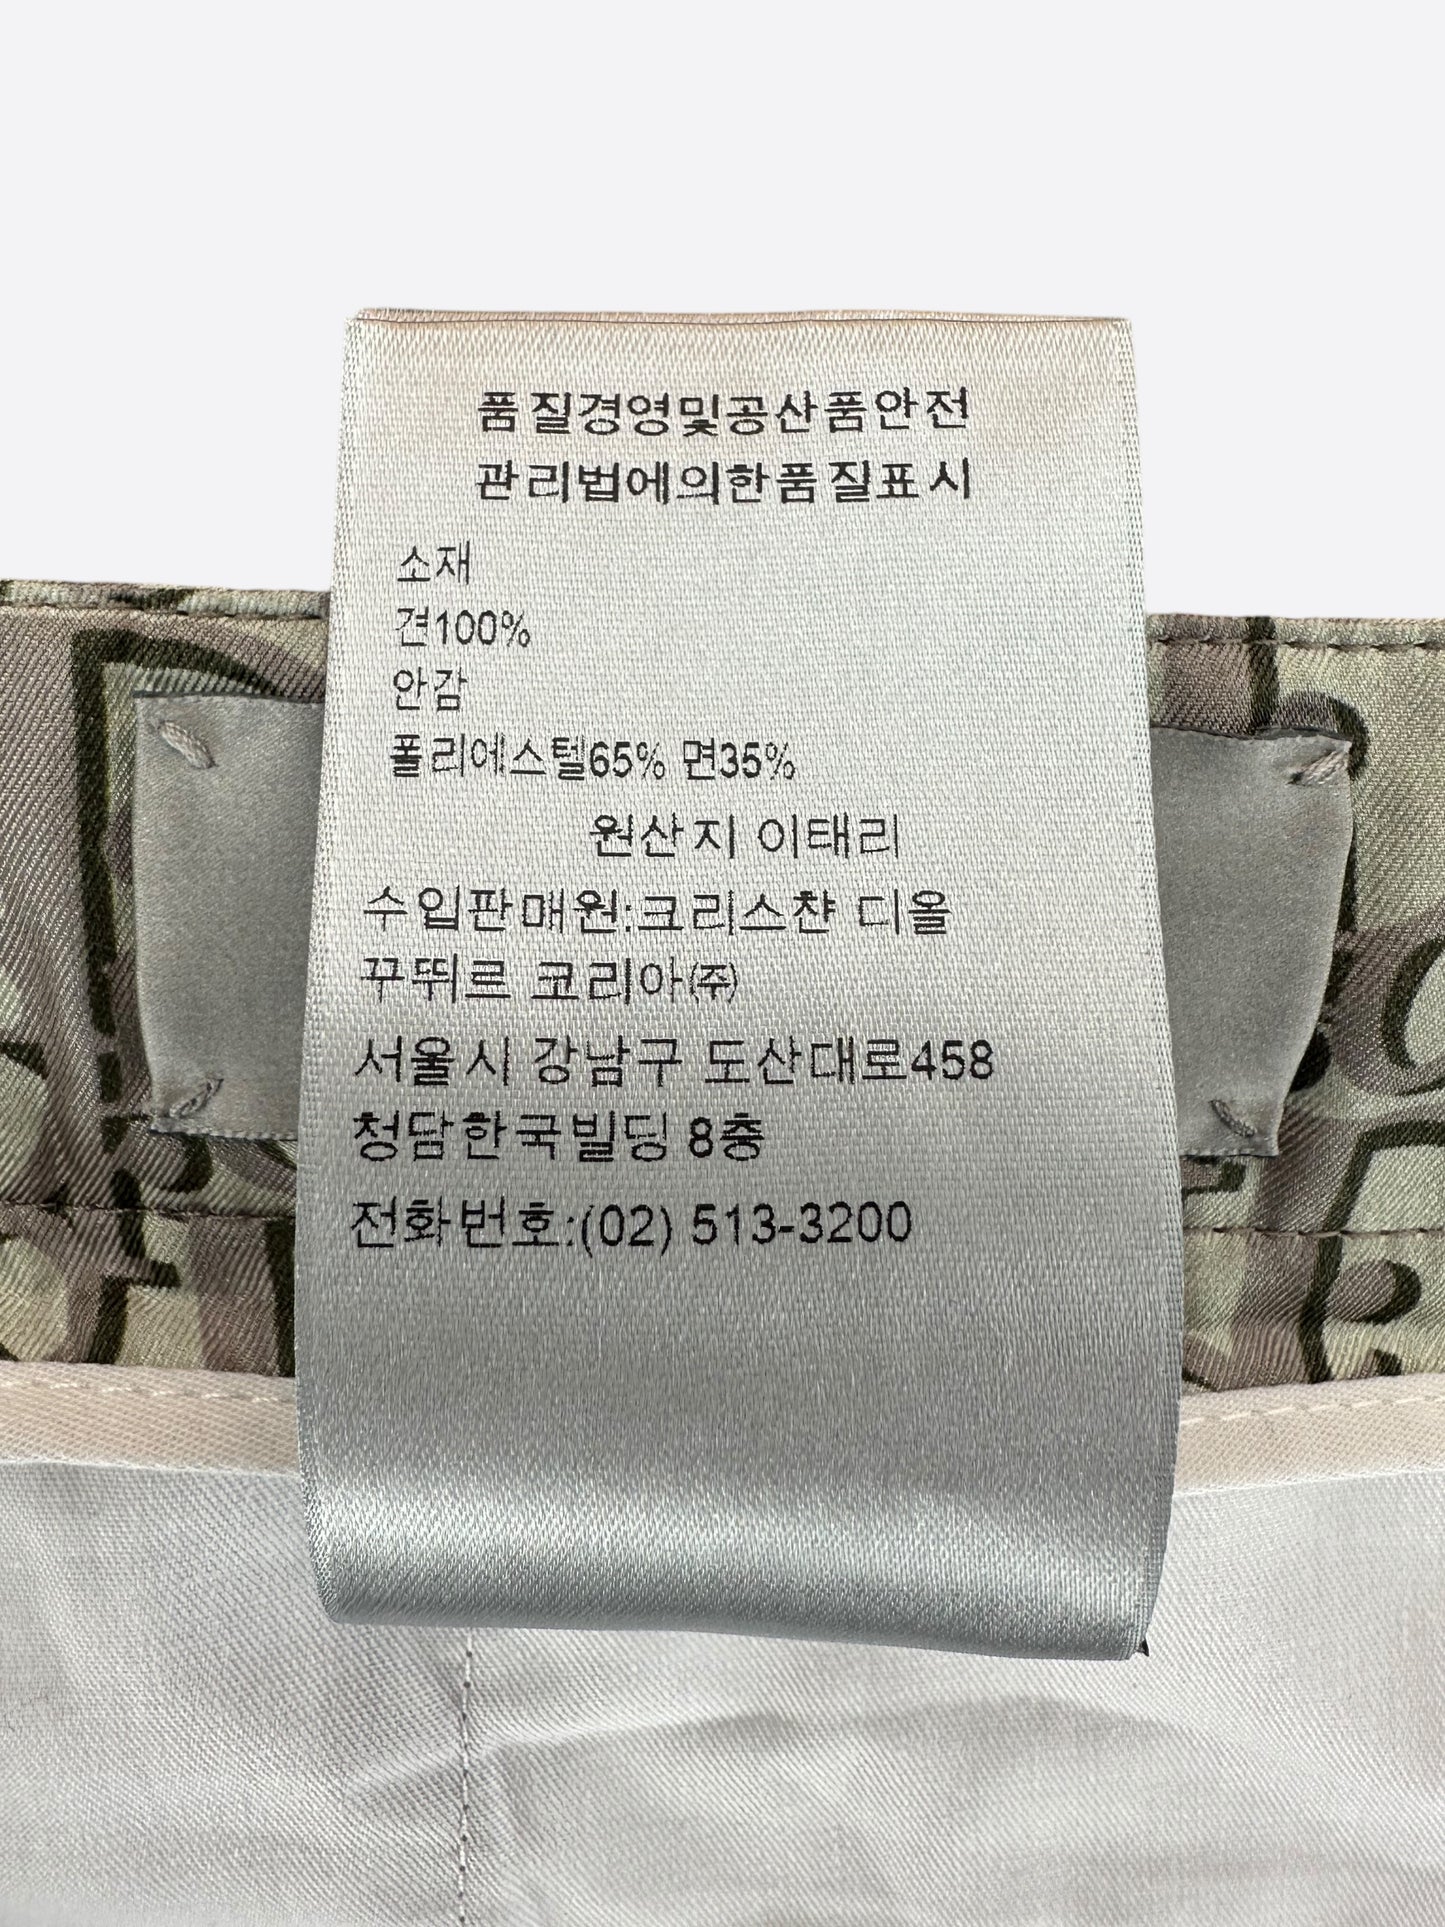 품질경영및공산품안전
관리법에의한품질표시
소재
견100%
안감
폴리에스텔65% 면35%
원산지 이태리
수입판매원:크리스챤 디올
꾸뛰르 코리아㈜
서울시 강남구 도산대로458
청담한국빌딩 8층
전화번호:(02) 513-3200